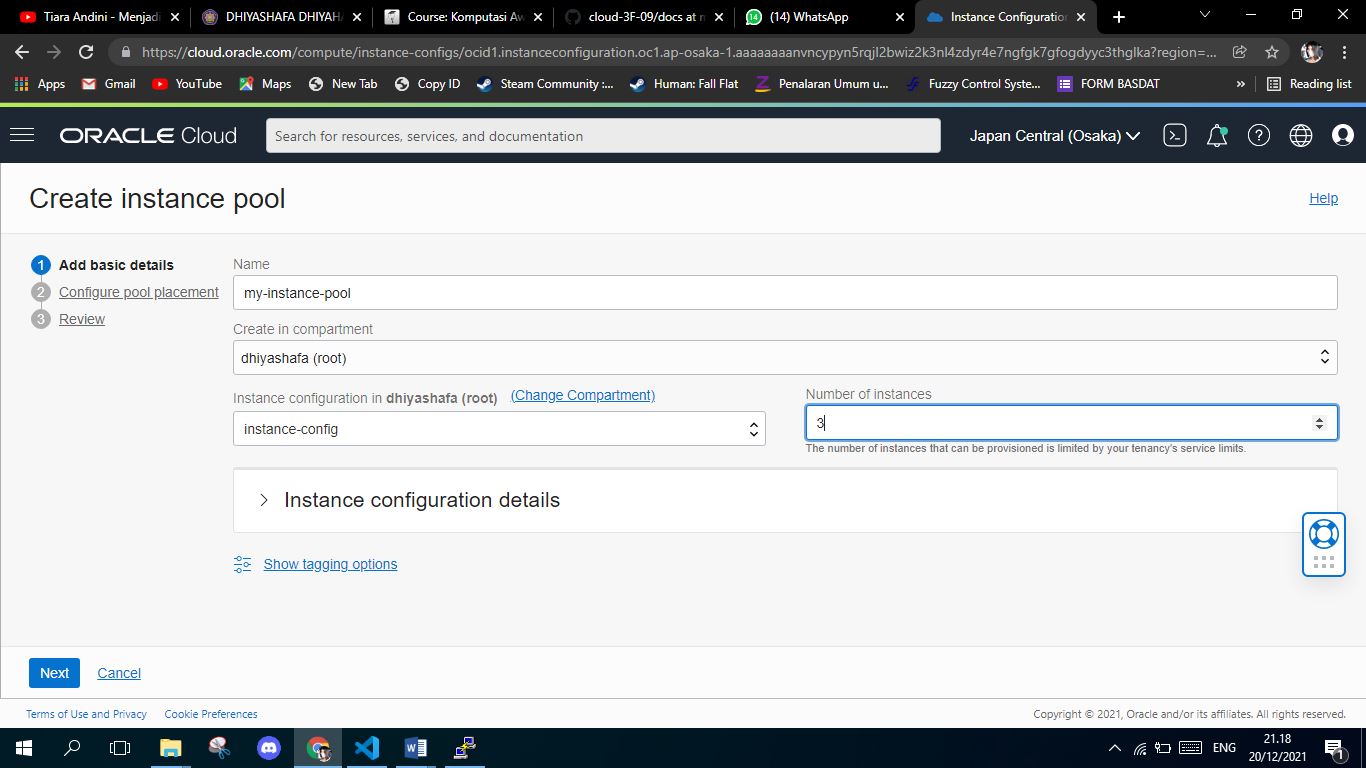 Tiara Andini - Menjadi
DHIYASHAFA DHIYAHA
Course: Komputasi Aw
cloud-3F-09/docs at m
(14) WhatsApp
Instance Configuration
https://cloud.oracle.com/compute/instance-configs/ocid1.instanceconfiguration.oc1.ap-osaka-1.aaaaaaaanvncypyn5rqjl2bwiz2k3nl4zdyr4e7ngfgk7gfogdyyc3thglka?region=...
Apps
Gmail
YouTube
Maps
New Tab
Copy ID
Steam Community :...
Human: Fall Flat
Penalaran Umum u...
Fuzzy Control Syste...
FORM BASDAT
»
Reading list
ORACLE Cloud
Search for resources, services, and documentation
Japan Central (Osaka)
Create instance pool
Help
1 Add basic details
2 Configure pool placement
3 Review
Name
my-instance-pool
Create in compartment
dhiyashafa (root)
Instance configuration in dhiyashafa (root) (Change Compartment)
instance-config
Number of instances
3
The number of instances that can be provisioned is limited by your tenancy's service limits.
Instance configuration details
Show tagging options
Next
Cancel
Terms of Use and Privacy
Cookie Preferences
Copyright © 2021, Oracle and/or its affiliates. All rights reserved.
ENG
21.18
20/12/2021
1